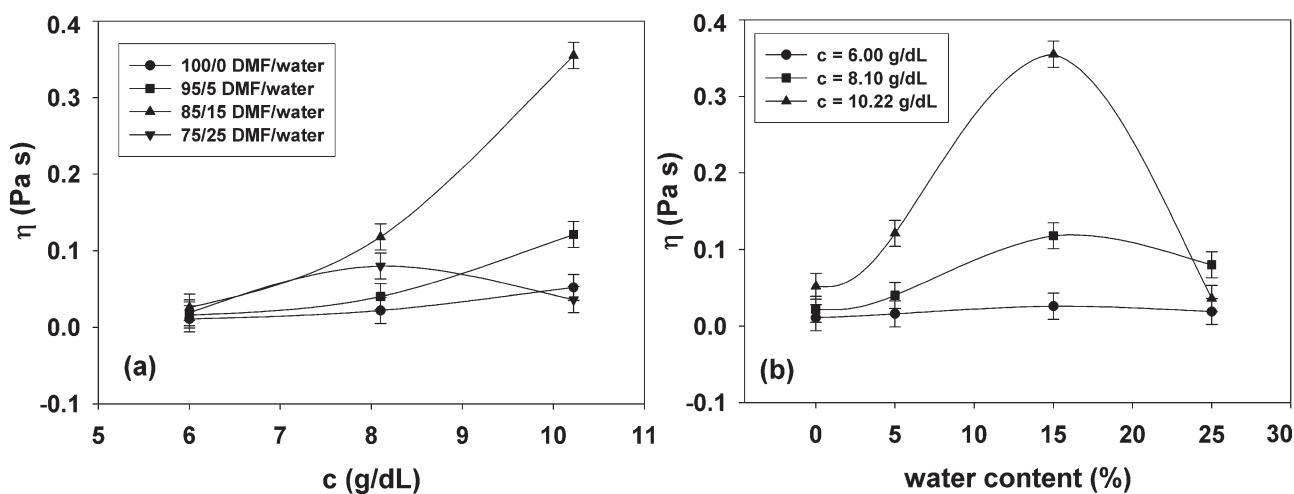 0.4
0.3
0.2
0.1
0.0
-0.1
η (Pa s)
100/0 DMF/water
95/5 DMF/water
85/15 DMF/water
75/25 DMF/water
(a)
5 6 7 8 9 10 11
c (g/dL)
0.4
0.3
0.2
0.1
0.0
-0.1
η (Pa s)
c = 6.00 g/dL
c = 8.10 g/dL
c = 10.22 g/dL
(b)
0 5 10 15 20 25 30
water content (%)